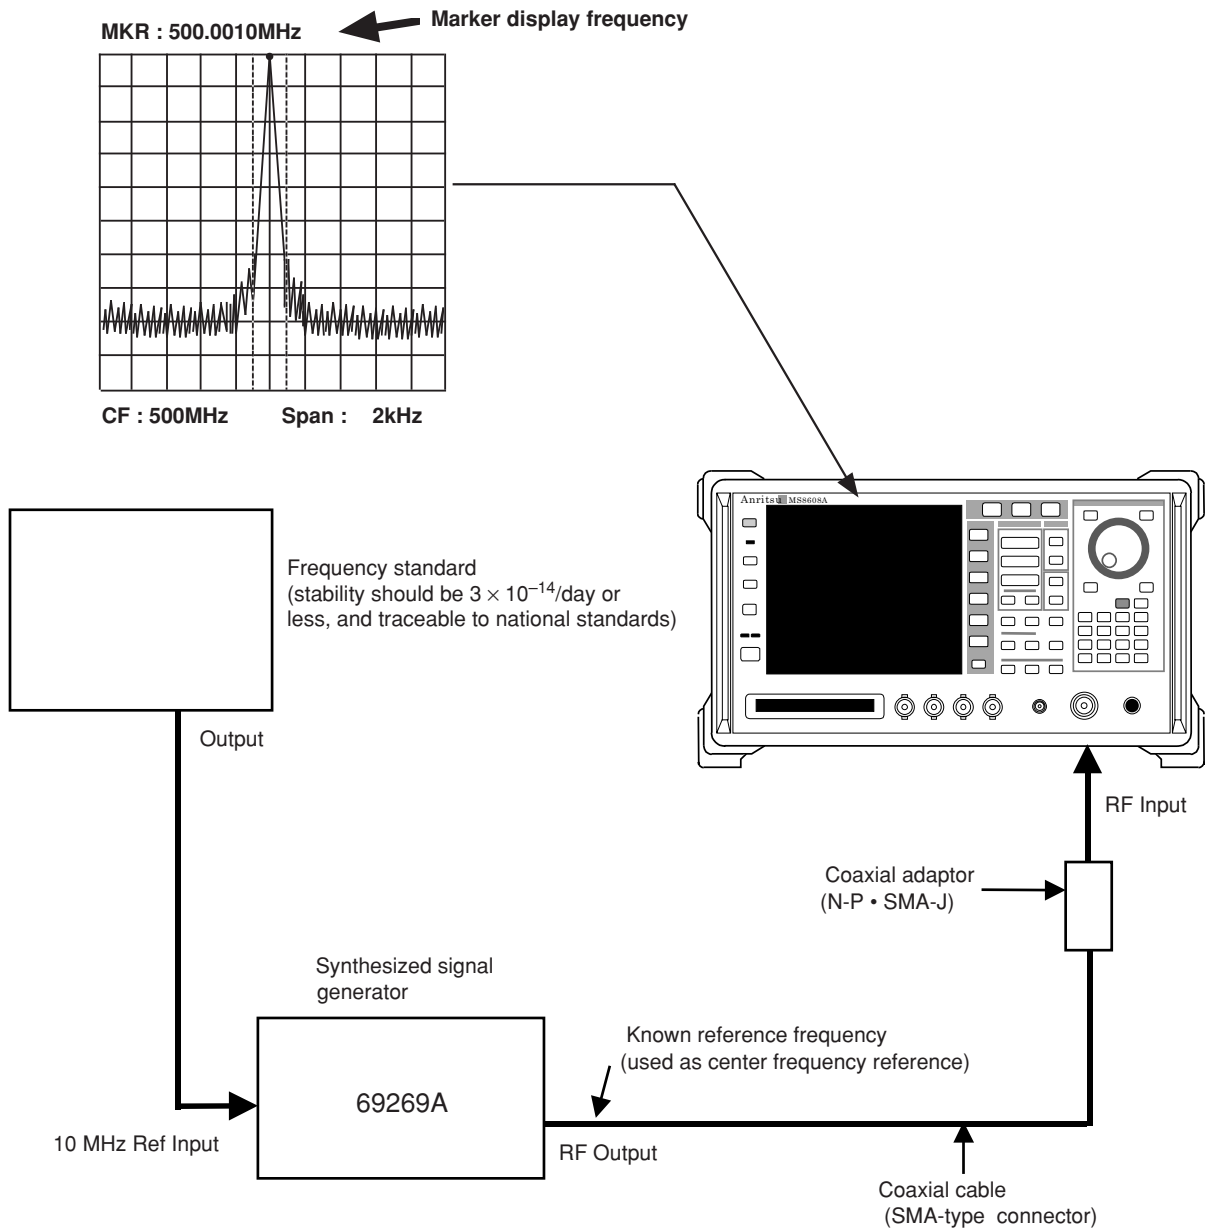 Marker display frequency
MKR : 500.0010MHz
CF : 500MHz Span : 2kHz
Anritsu MS8608A
Frequency standard
(stability should be 3 × 10–14/day or
less, and traceable to national standards)
Output
RF Input
Coaxial adaptor
(N-P • SMA-J)
Synthesized signal
generator
Known reference frequency
(used as center frequency reference)
69269A
10 MHz Ref Input
RF Output
Coaxial cable
(SMA-type connector)